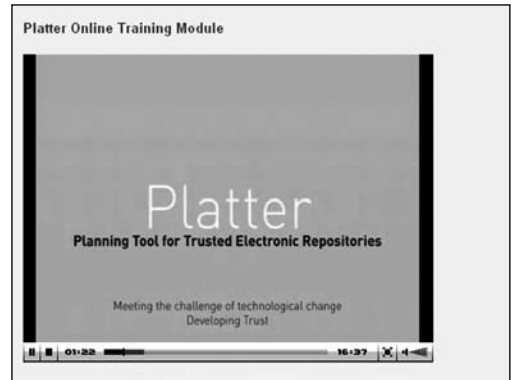 Platter Online Training Module
Platter
Planning Tool for Trusted Electronic Repositories
Meeting the challenge of technological change
Developing Trust
01:22 16:37